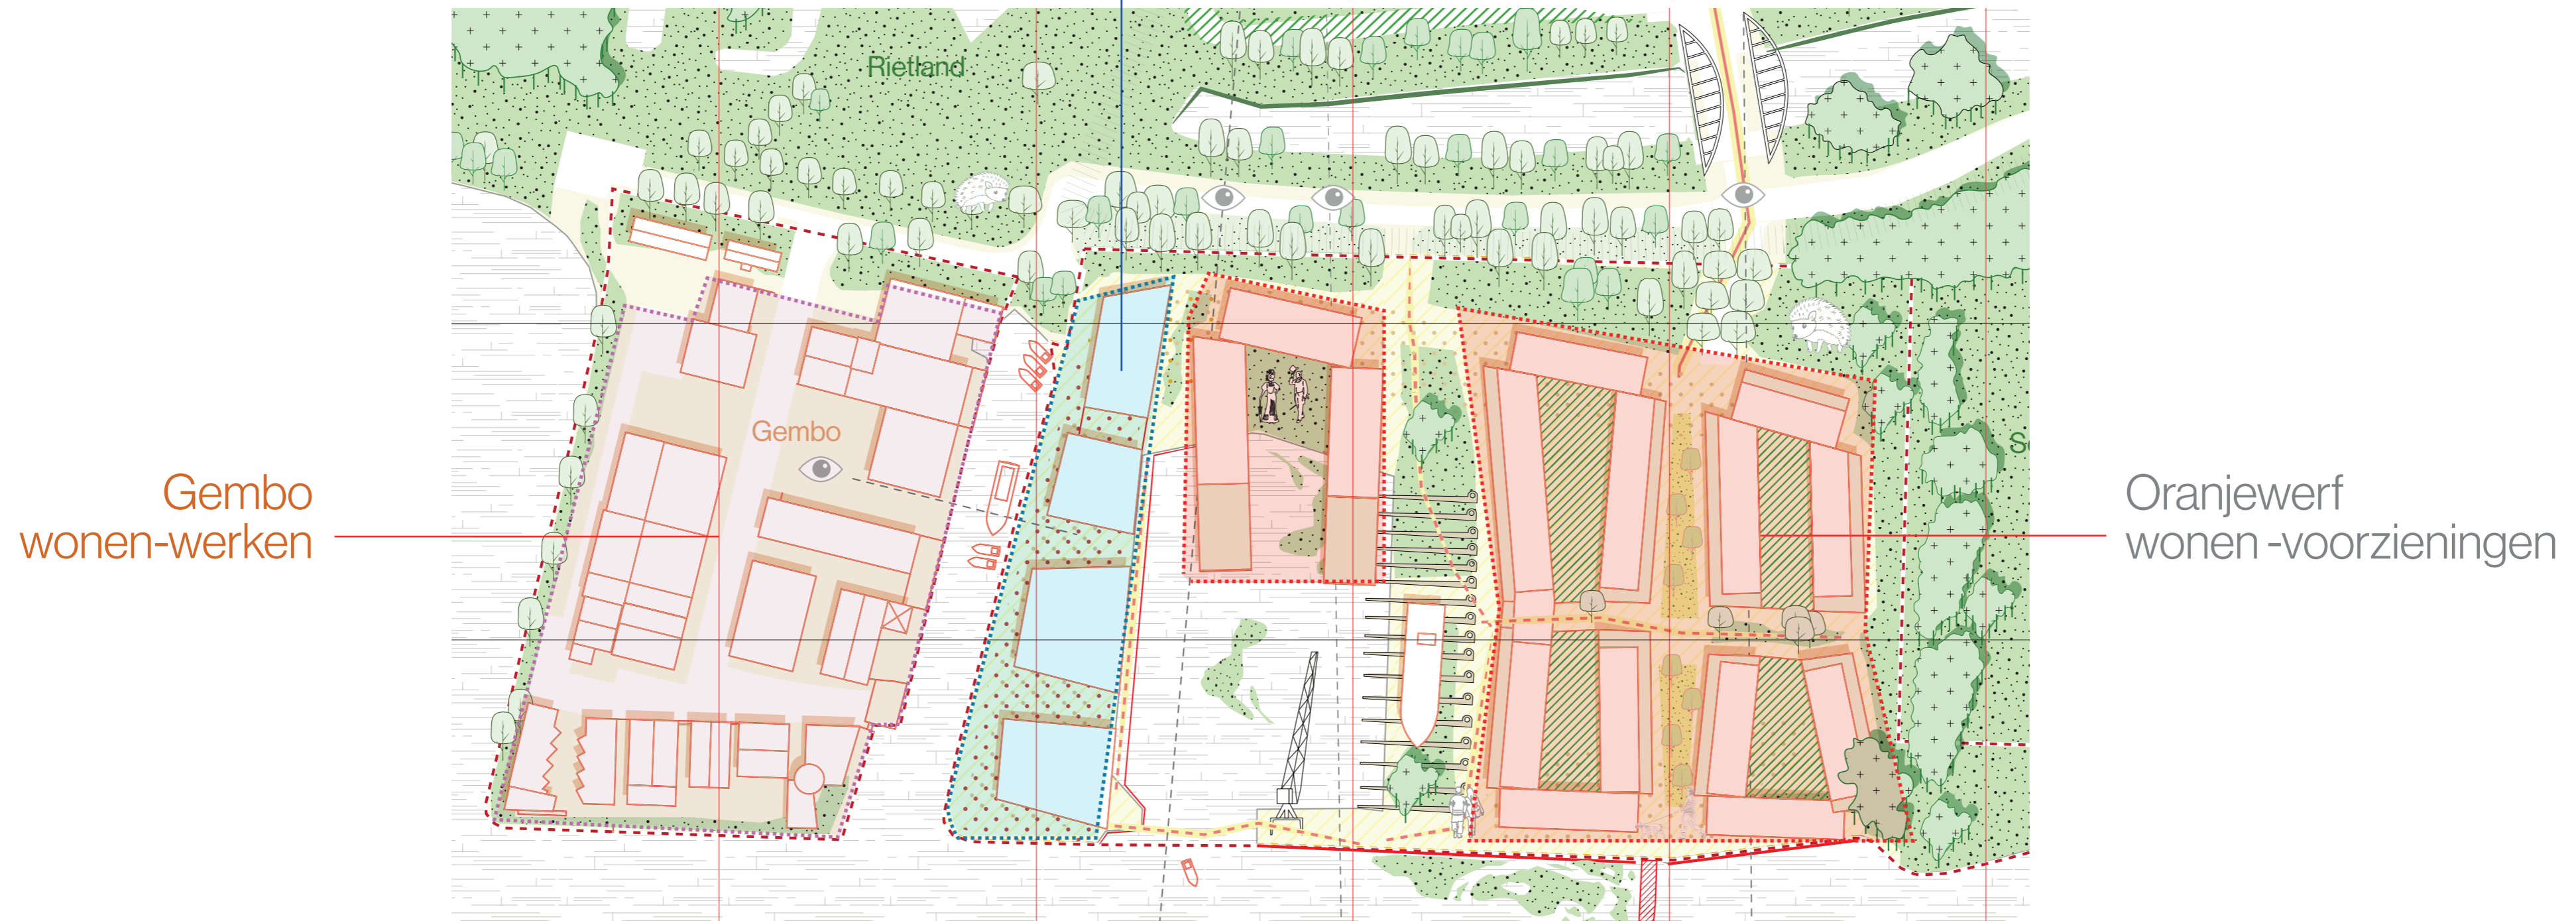 Rietland
Gembo
Gembo
wonen-werken
Oranjewerf
wonen -voorzieningen